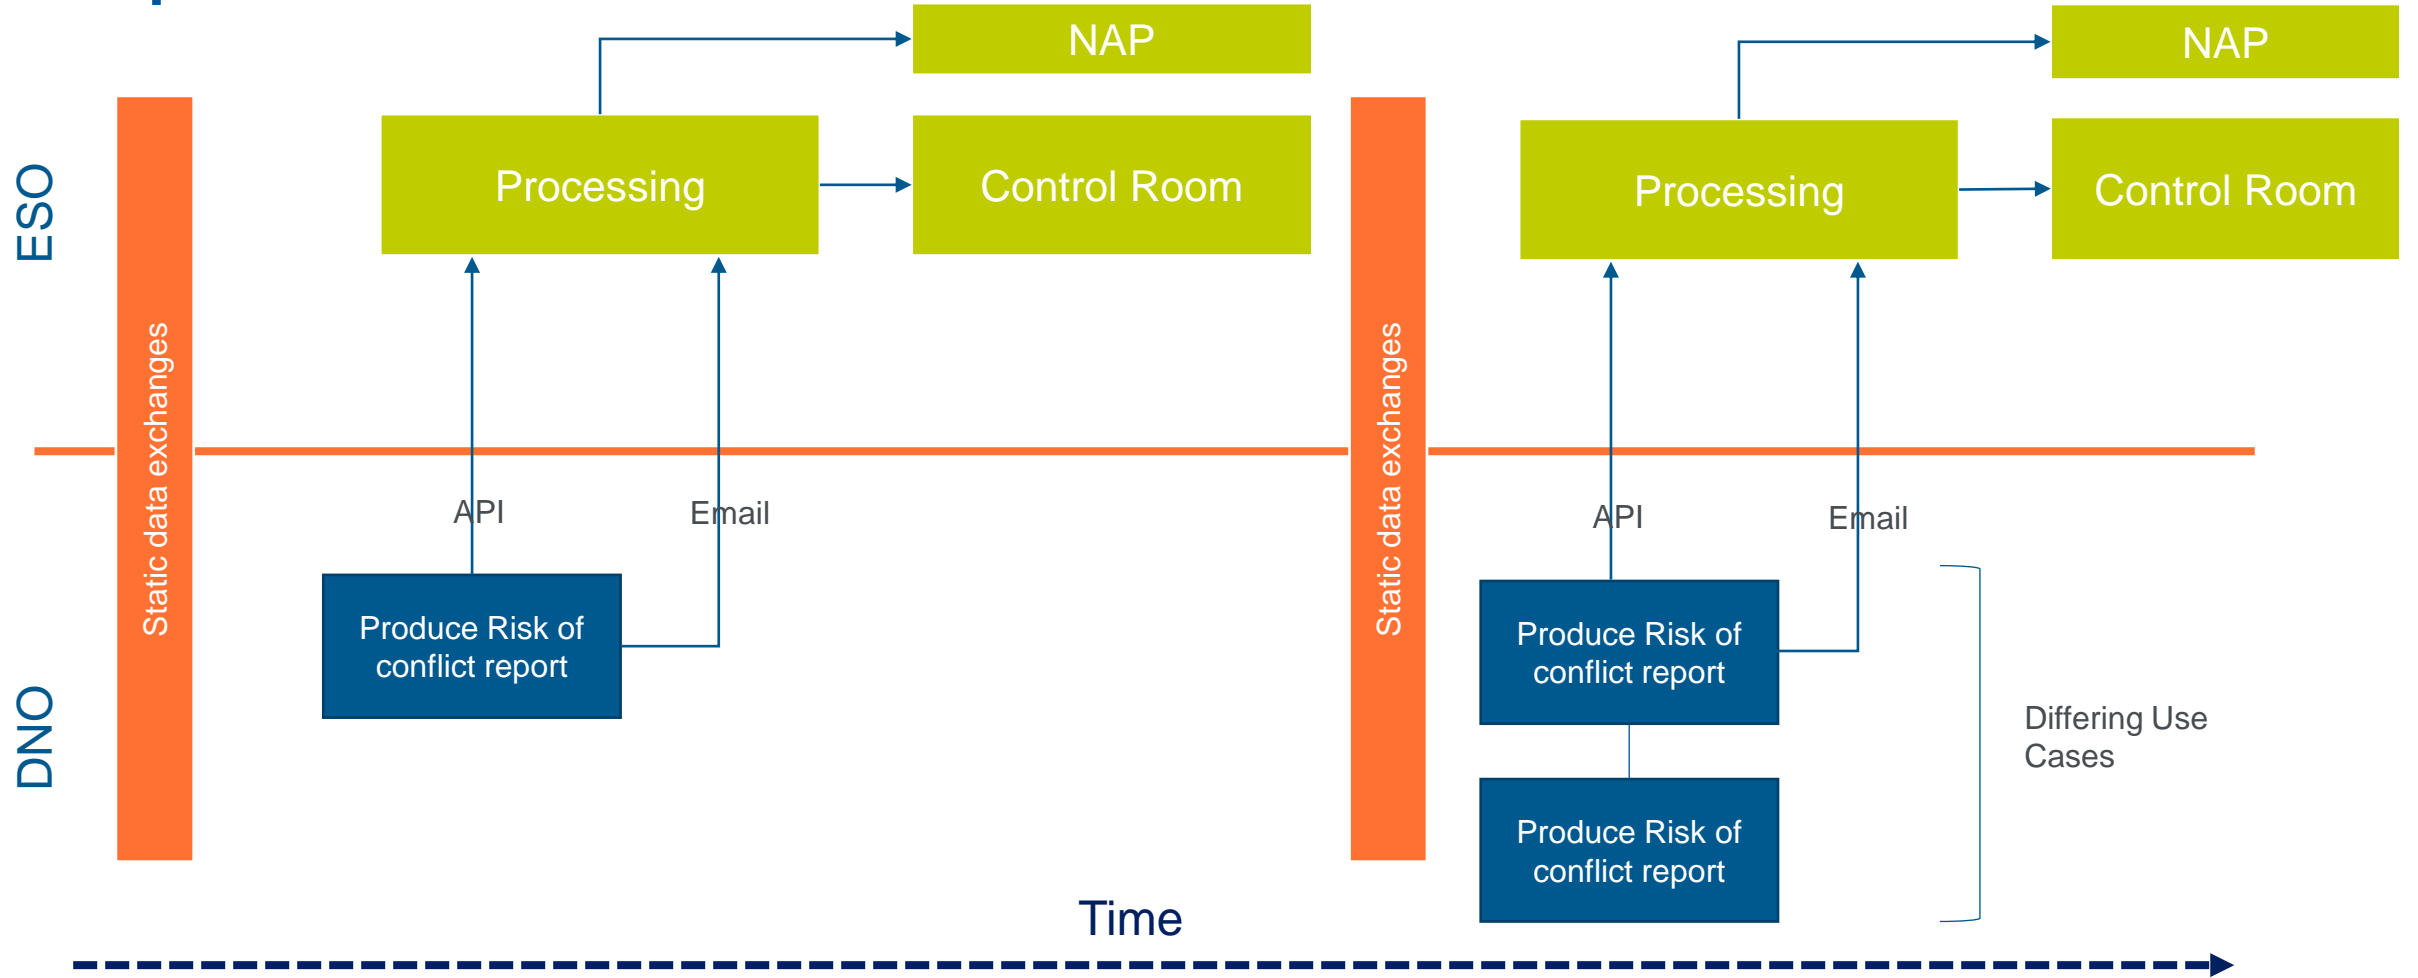 NAP
Processing
Control Room
ESO
Static data exchanges
API
Email
Produce Risk of
conflict report
DNO
NAP
Processing
Control Room
Static data exchanges
API
Email
Produce Risk of
conflict report
Produce Risk of
conflict report
Differing Use
Cases
Time